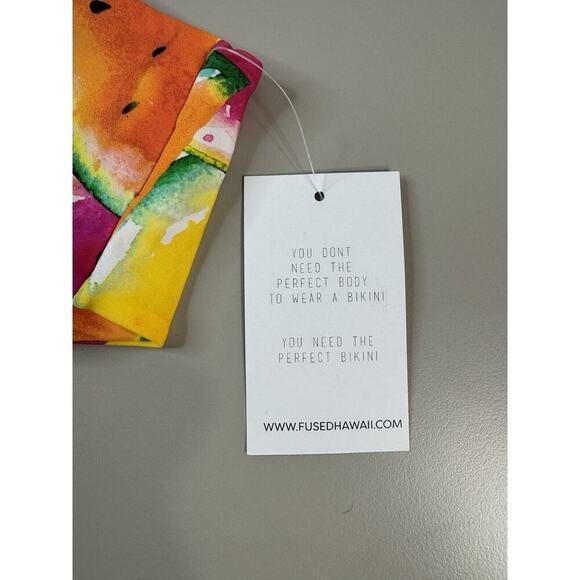 YOU DONT
NEED THE
PERFECT BODY
TO WEAR A BIKINI
YOU NEED THE
PERFECT BIKINI
WWW.FUSEDHAWAII.COM